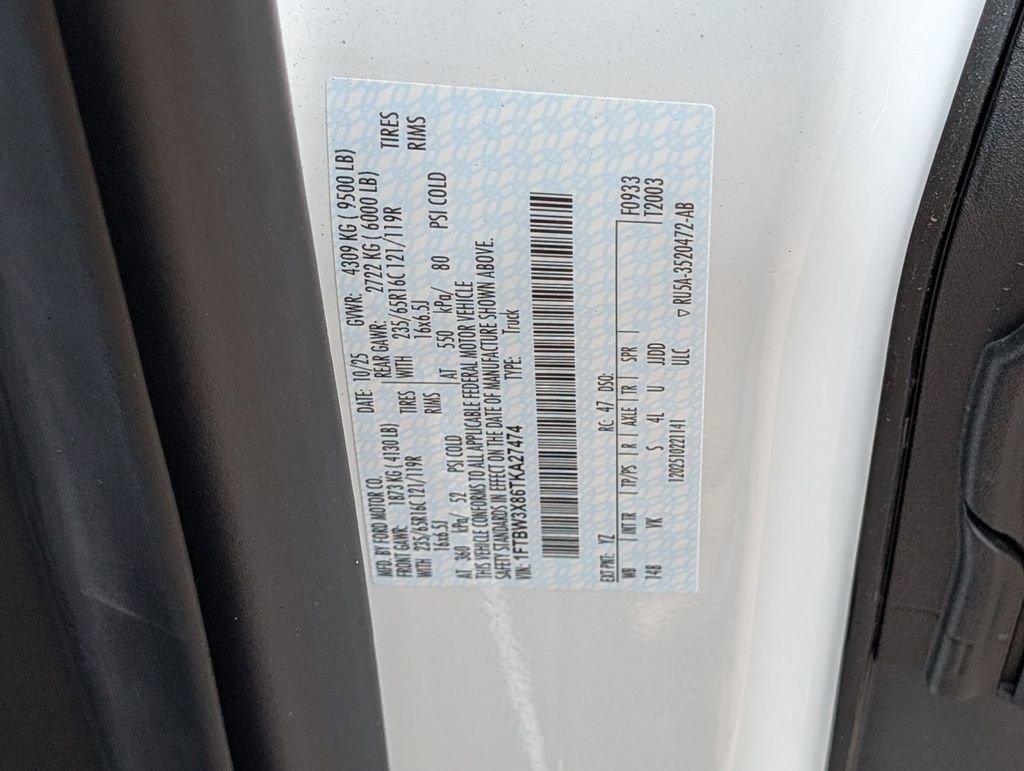 MFD. BY FORD MOTOR CO. DATE: 10/25 GVWR: 4309 KG ( 9500 LB)
FRONT GAWR: 1873 KG ( 4130 LB) REAR GAWR: 2722 KG ( 6000 LB)
WITH 235/65R16C 121/119R TIRES WITH 235/65R16C 121/119R TIRES
16x6.5J RIMS 16x6.5J RIMS
AT 360 kPa/ 52 PSI COLD AT 550 kPa/ 80 PSI COLD
THIS VEHICLE CONFORMS TO ALL APPLICABLE FEDERAL MOTOR VEHICLE
SAFETY STANDARDS IN EFFECT ON THE DATE OF MANUFACTURE SHOWN ABOVE.
VIN: 1FTBW3X86TKA27474 TYPE: Truck
EXT PNT: YZ RC: 47 DSO: F0933
WB | INT TR | TP/PS | R | AXLE | TR | SPR | T2003
148 VK S 4L U JJDD
1202510221141 ULC ▽ RU5A-3520472-AB